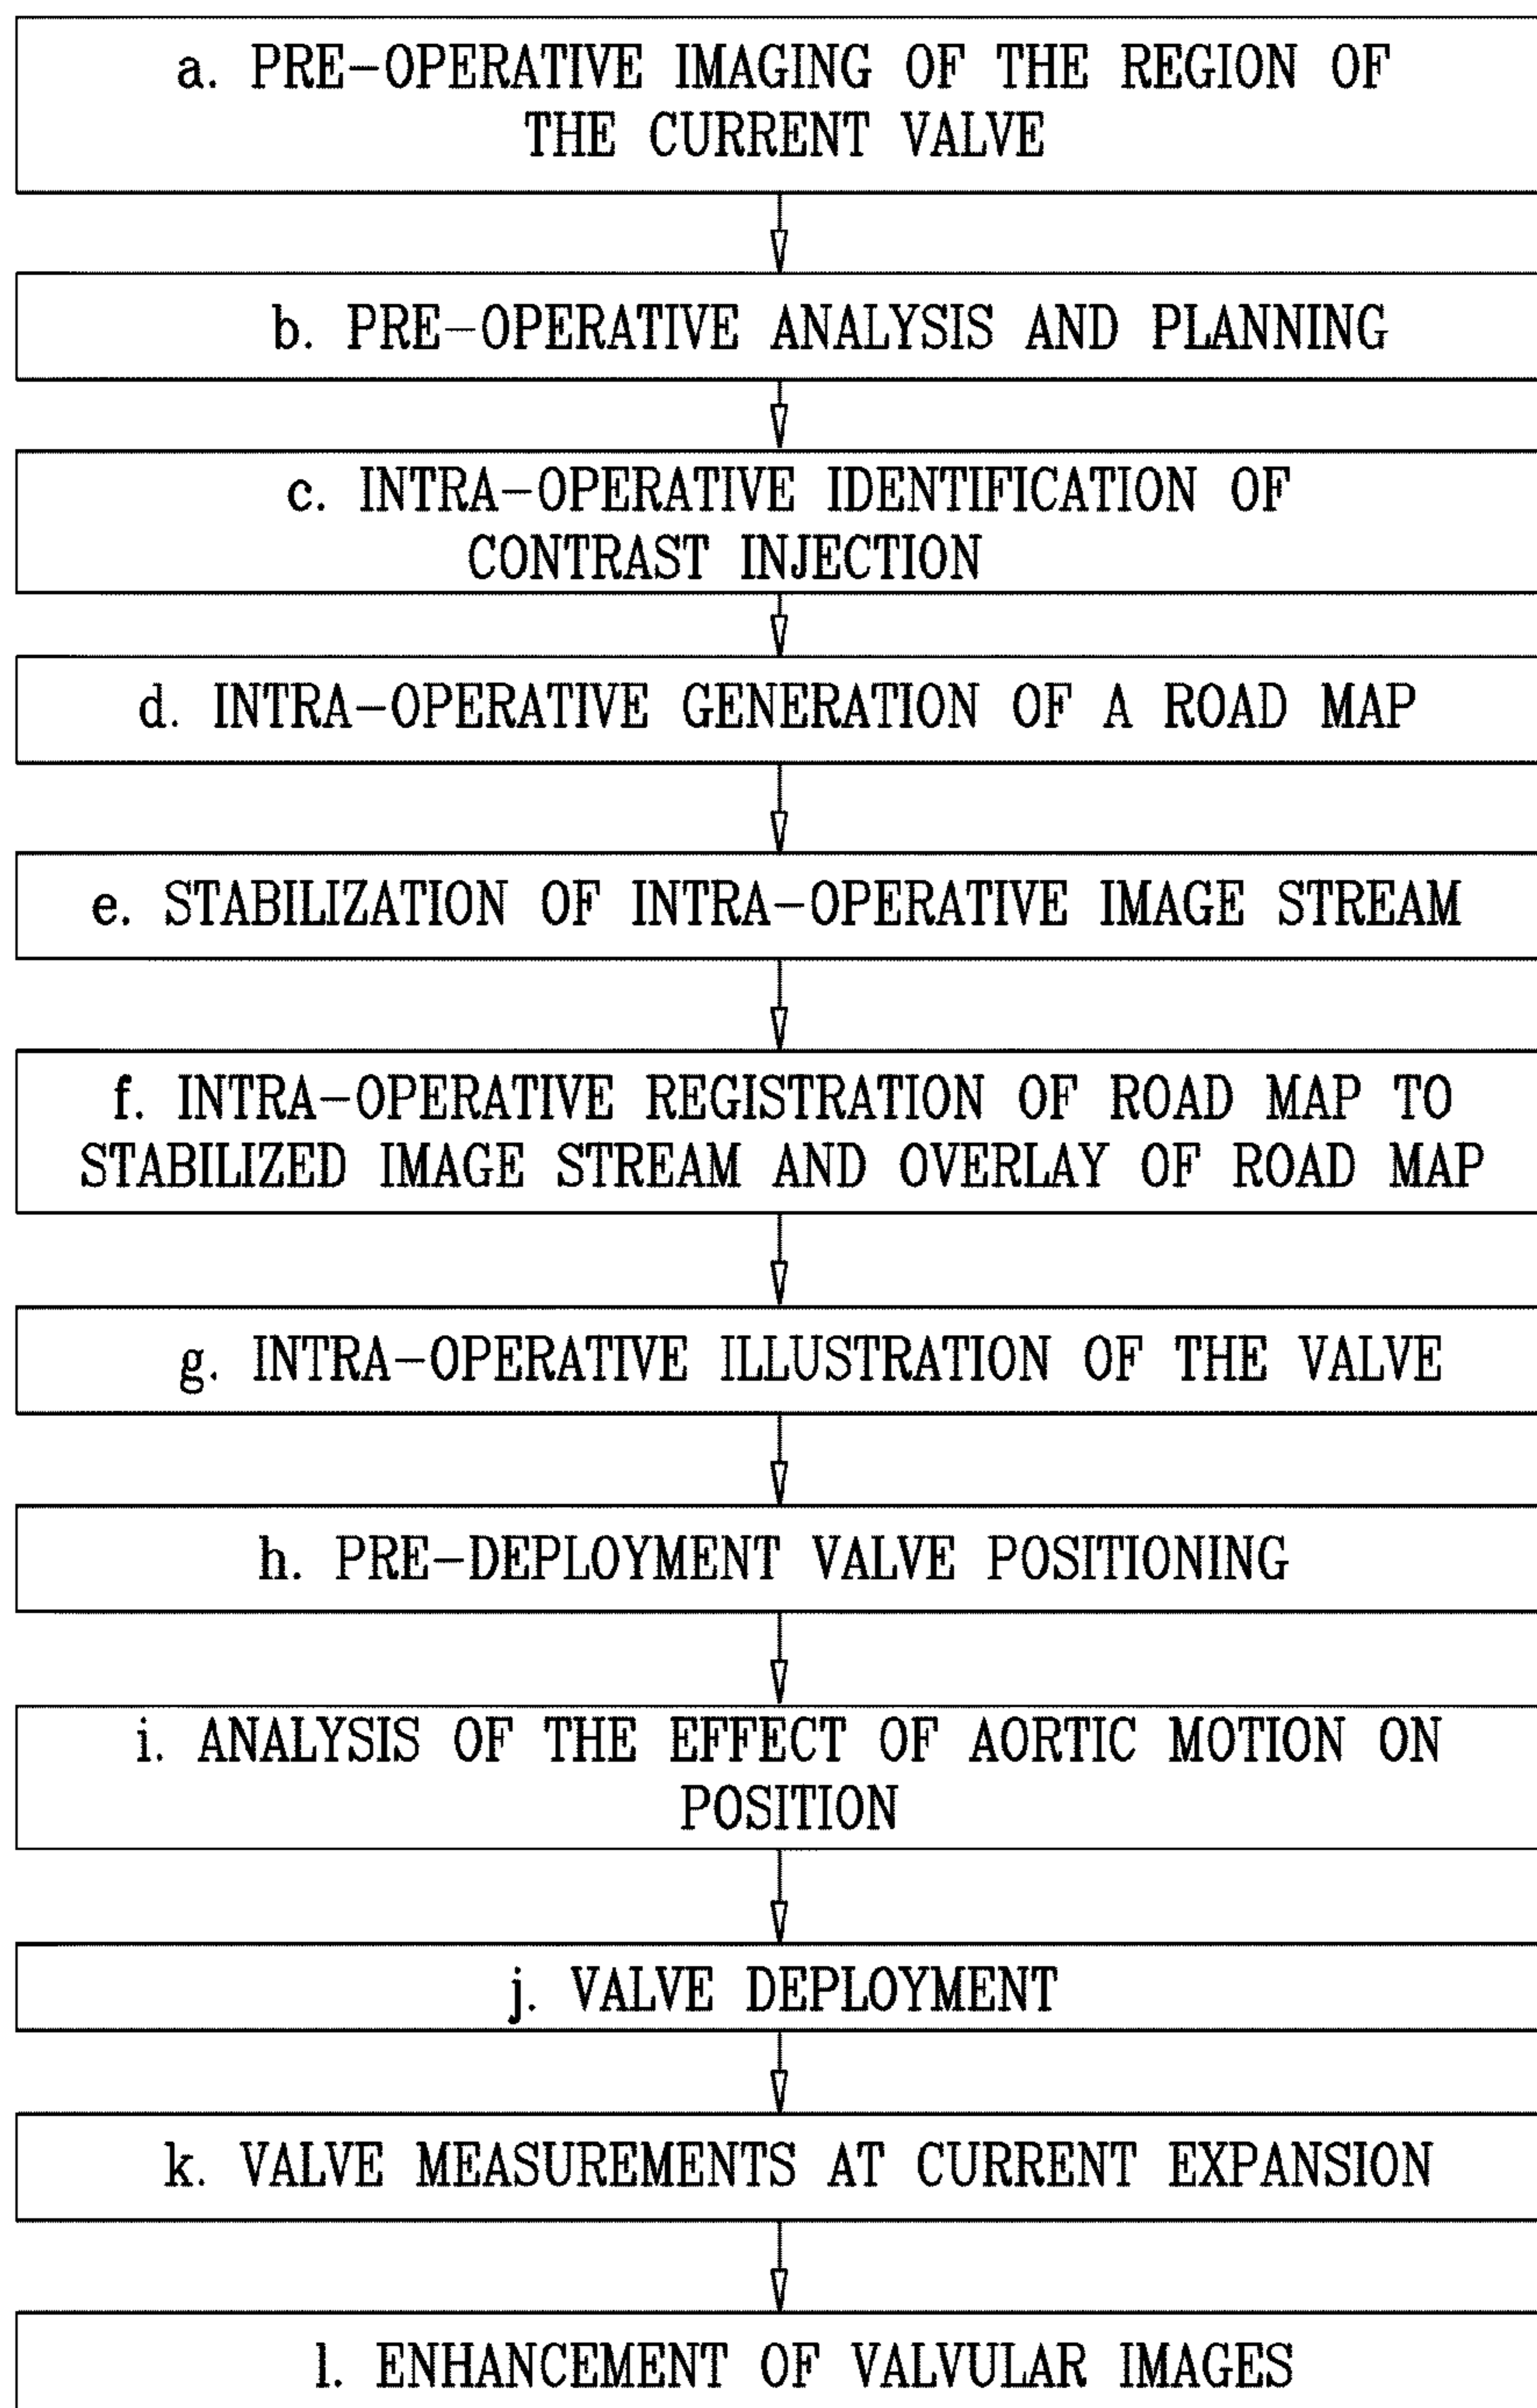 a. PRE-OPERATIVE IMAGING OF THE REGION OF
THE CURRENT VALVE
b. PRE-OPERATIVE ANALYSIS AND PLANNING
c. INTRA-OPERATIVE IDENTIFICATION OF
CONTRAST INJECTION
d. INTRA-OPERATIVE GENERATION OF A ROAD MAP
e. STABILIZATION OF INTRA-OPERATIVE IMAGE STREAM
f. INTRA-OPERATIVE REGISTRATION OF ROAD MAP TO
STABILIZED IMAGE STREAM AND OVERLAY OF ROAD MAP
g. INTRA-OPERATIVE ILLUSTRATION OF THE VALVE
h. PRE-DEPLOYMENT VALVE POSITIONING
i. ANALYSIS OF THE EFFECT OF AORTIC MOTION ON
POSITION
j. VALVE DEPLOYMENT
k. VALVE MEASUREMENTS AT CURRENT EXPANSION
l. ENHANCEMENT OF VALVULAR IMAGES